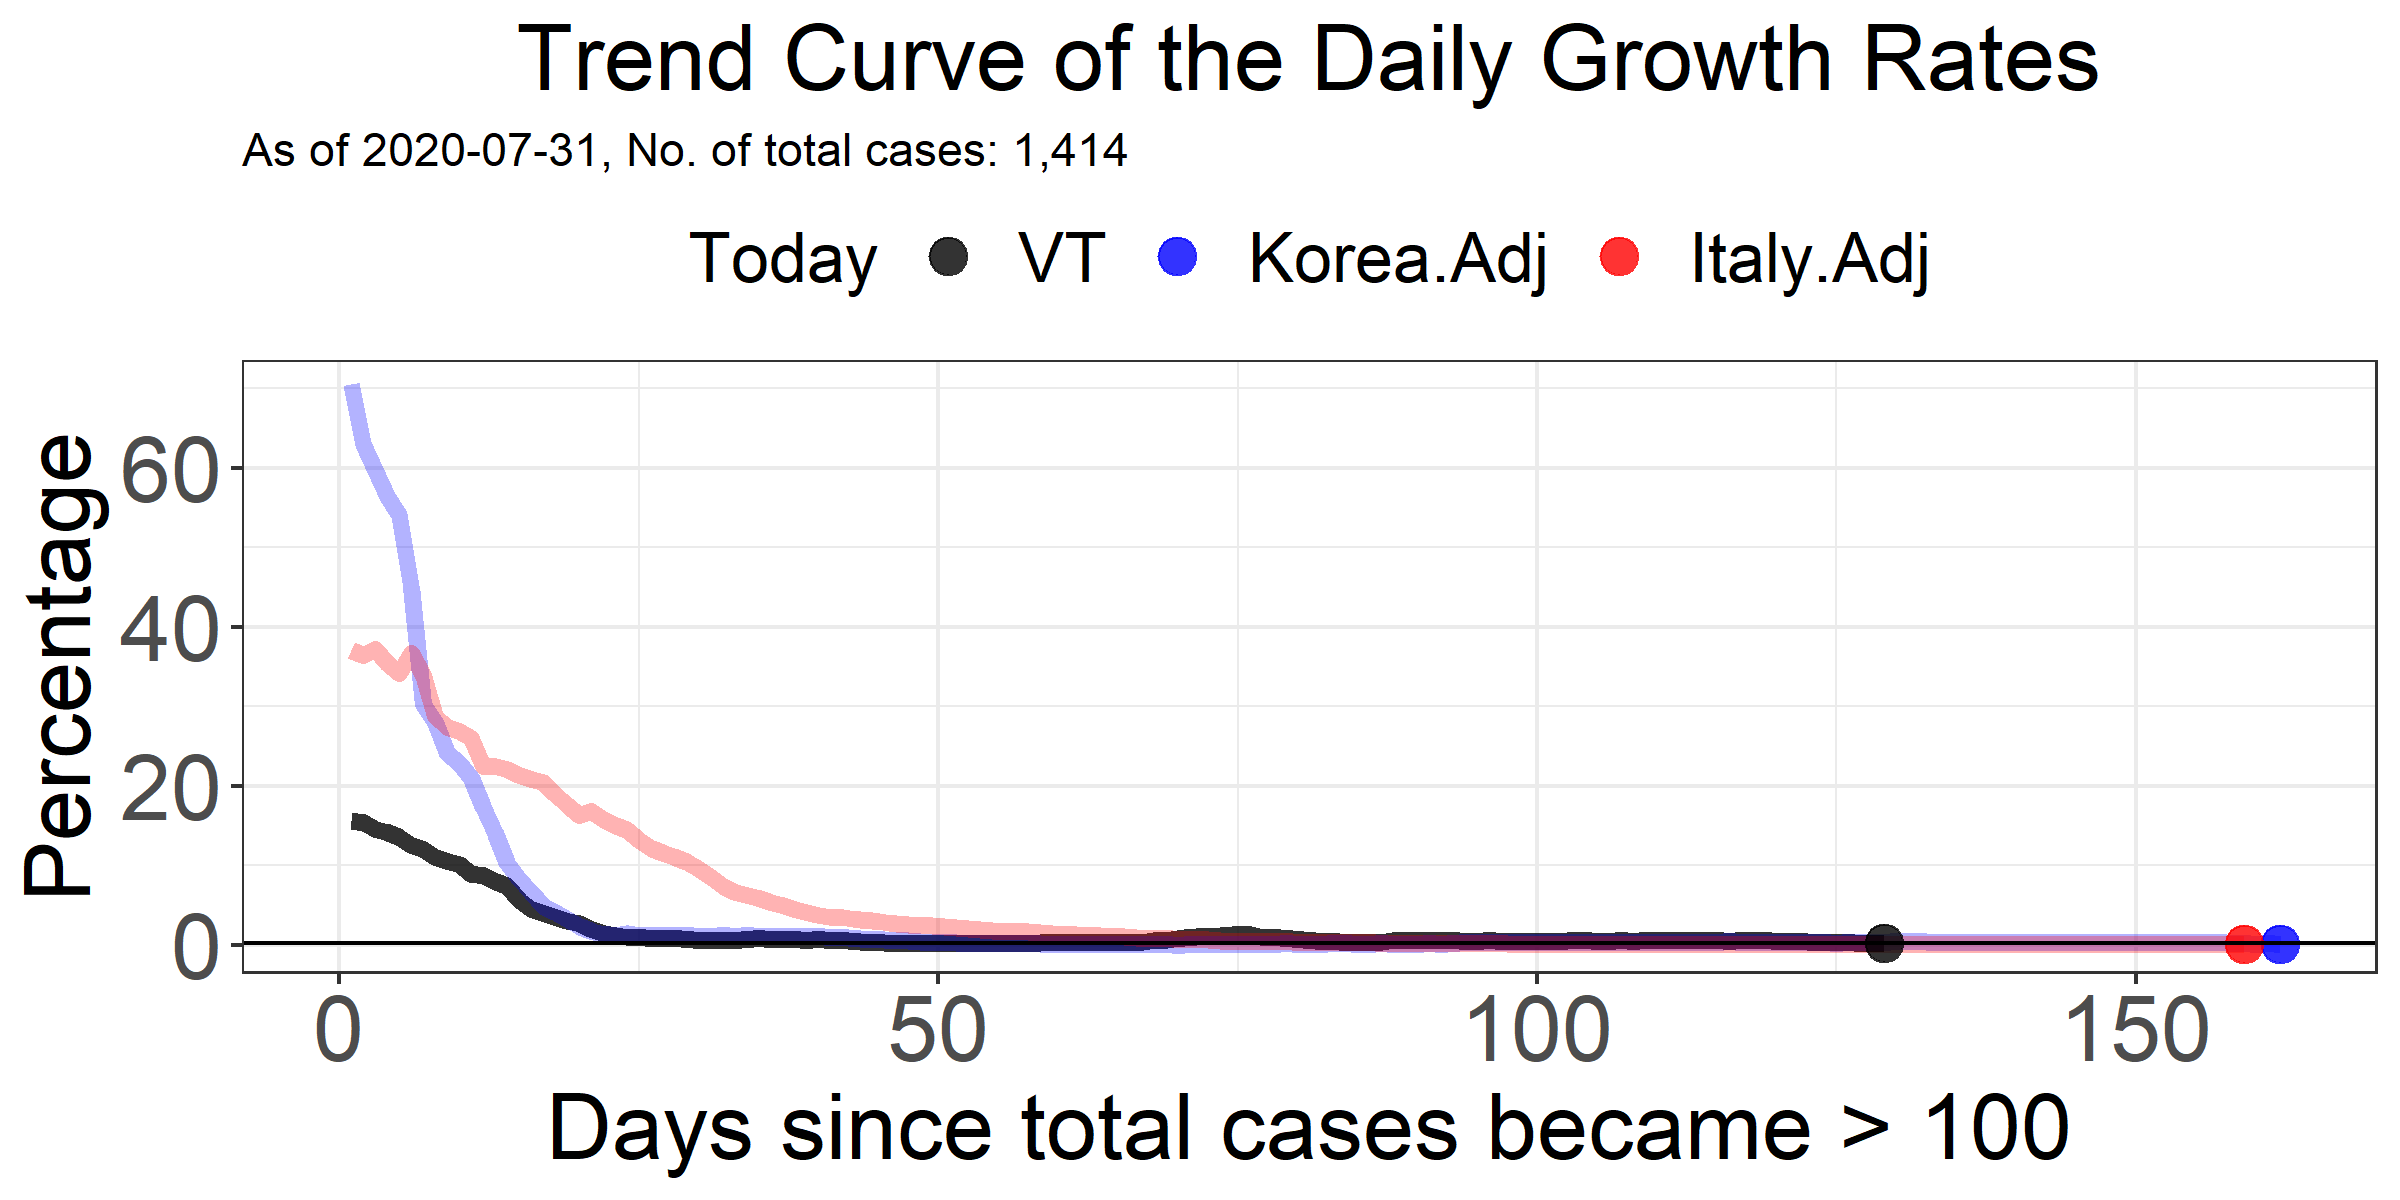 Trend Curve of the Daily Growth Rates
As of 2020-07-31, No. of total cases: 1,414
Today VT Korea.Adj Italy.Adj
Percentage
60
40
20
0
0 50 100 150
Days since total cases became > 100